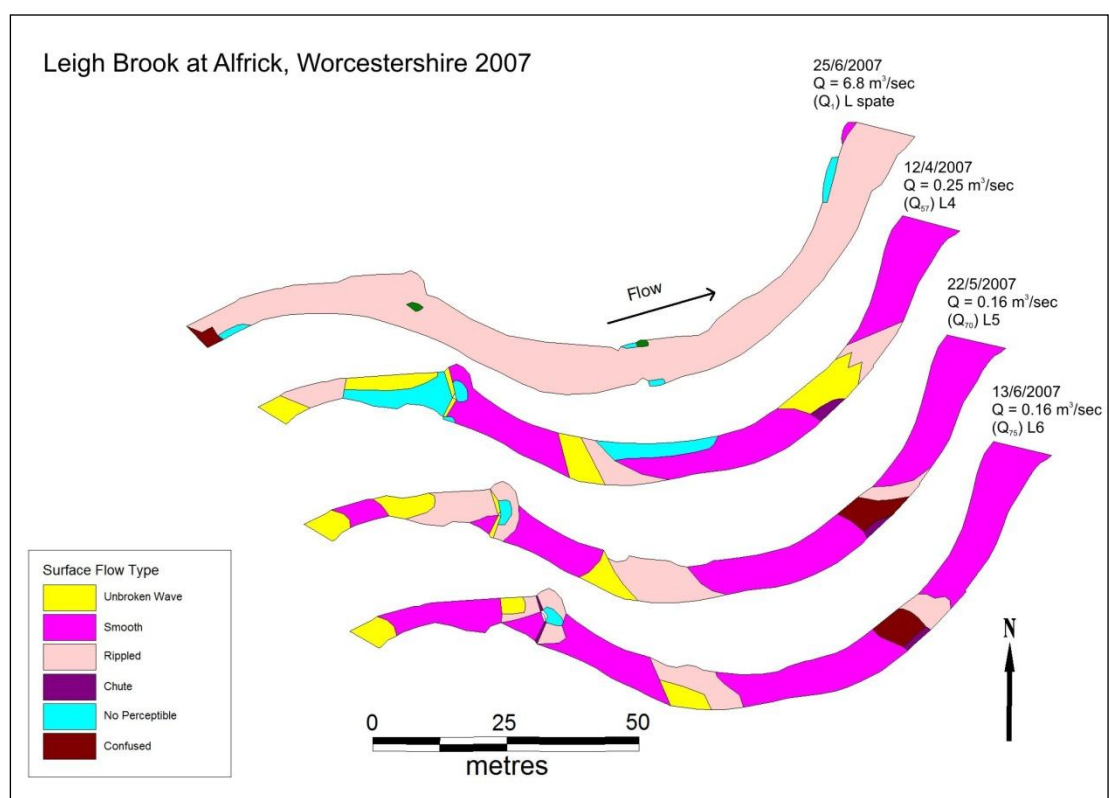 Leigh Brook at Alfrick, Worcestershire 2007
25/6/2007
Q = 6.8 m³/sec
(Q₁) L spate
12/4/2007
Q = 0.25 m³/sec
(Q₅₇) L4
22/5/2007
Q = 0.16 m³/sec
(Q₇₀) L5
13/6/2007
Q = 0.16 m³/sec
(Q₇₅) L6
Flow
Surface Flow Type
Unbroken Wave
Smooth
Rippled
Chute
No Perceptible
Confused
0 25 50
metres
N